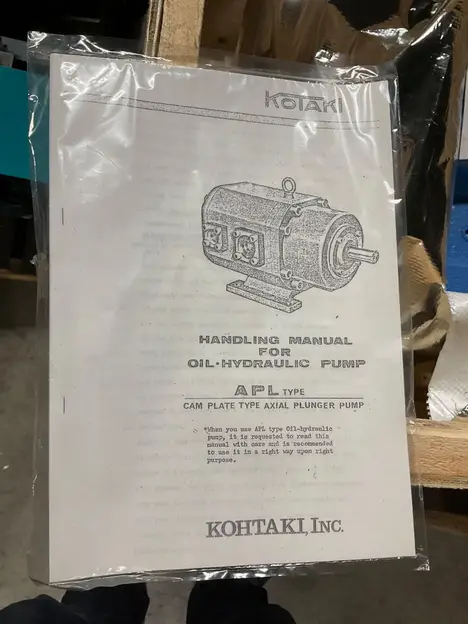 KOTAKI
HANDLING MANUAL
FOR
OIL·HYDRAULIC PUMP
APL TYPE
CAM PLATE TYPE AXIAL PLUNGER PUMP
"When you use APL type Oil-hydraulic
pump, it is requested to read this
manual with care and is recommended
to use it in a right way upon right
purpose.
KOHTAKI, INC.